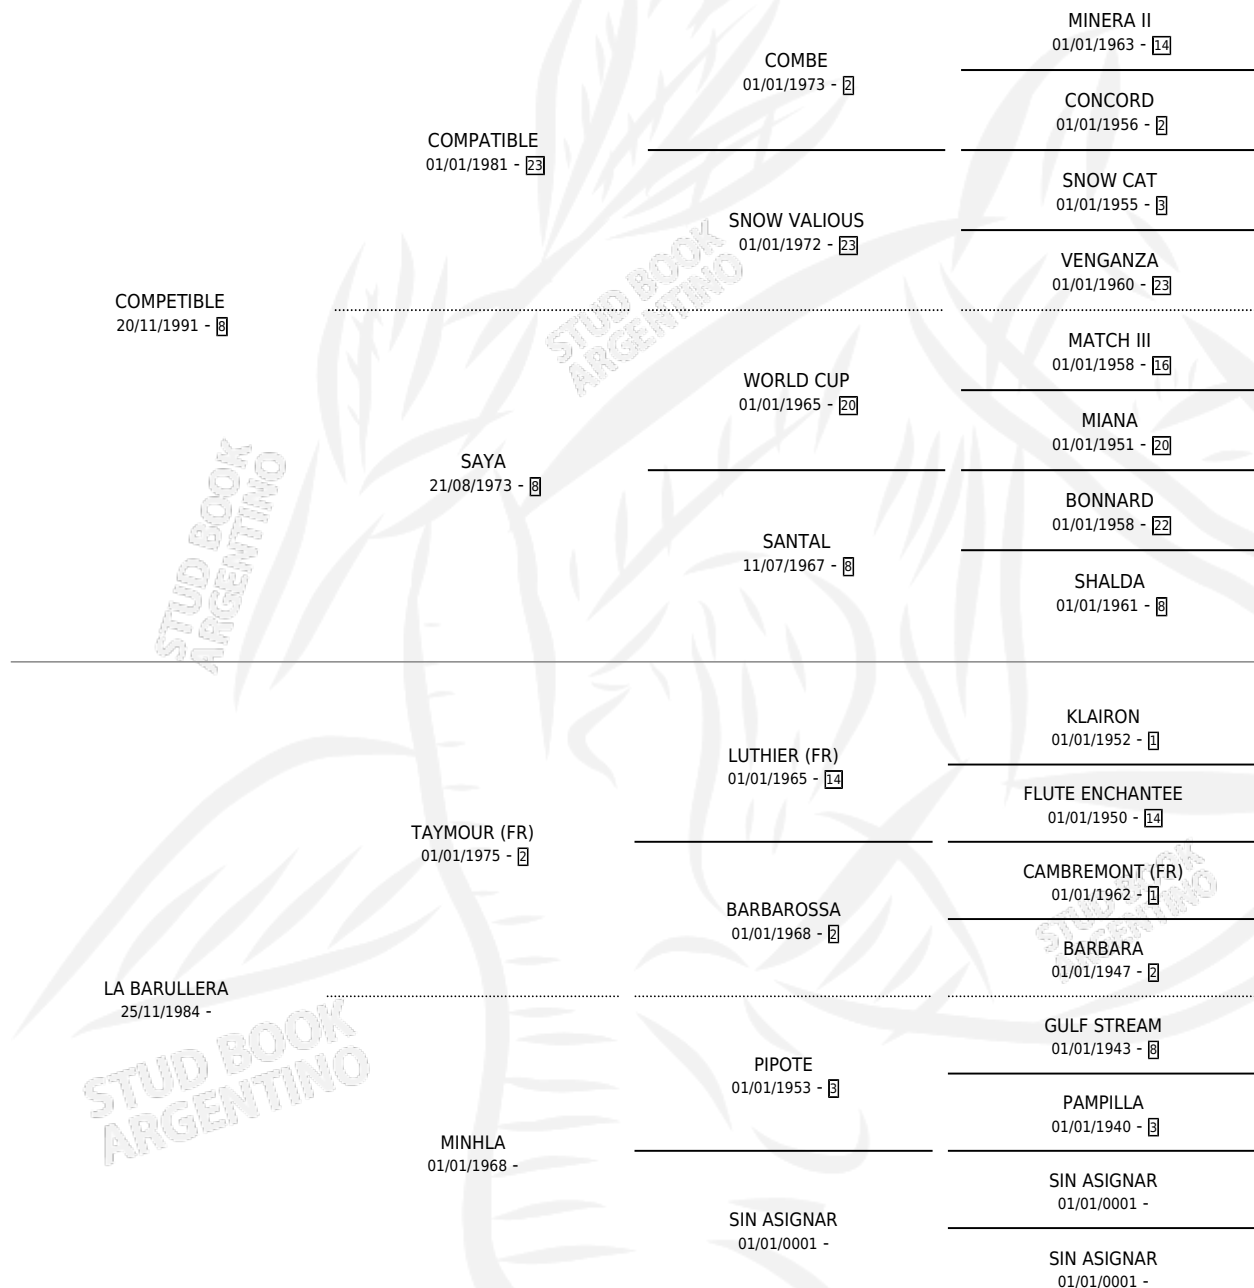 MINERA II
01/01/1963 - 14
COMBE
01/01/1973 - 2
CONCORD
01/01/1956 - 2
COMPATIBLE
01/01/1981 - 23
SNOW CAT
01/01/1955 - 3
SNOW VALIOUS
01/01/1972 - 23
VENGANZA
01/01/1960 - 23
COMPETIBLE
20/11/1991 - 8
MATCH III
01/01/1958 - 16
WORLD CUP
01/01/1965 - 20
MIANA
01/01/1951 - 20
SAYA
21/08/1973 - 8
BONNARD
01/01/1958 - 22
SANTAL
11/07/1967 - 8
SHALDA
01/01/1961 - 8
KLAIRON
01/01/1952 - 1
LUTHIER (FR)
01/01/1965 - 14
FLUTE ENCHANTEE
01/01/1950 - 14
TAYMOUR (FR)
01/01/1975 - 2
CAMBREMONT (FR)
01/01/1962 - 1
BARBAROSSA
01/01/1968 - 2
BARBARA
01/01/1947 - 2
LA BARULLERA
25/11/1984 -
GULF STREAM
01/01/1943 - 8
PIPOTE
01/01/1953 - 3
PAMPILLA
01/01/1940 - 3
MINHLA
01/01/1968 -
SIN ASIGNAR
01/01/0001 -
SIN ASIGNAR
01/01/0001 -
SIN ASIGNAR
01/01/0001 -
STUD BOOK
ARGENTINO
STUD BOOK
ARGENTINO
STUD BOOK
ARGENTINO
STUD BOOK
ARGENTINO